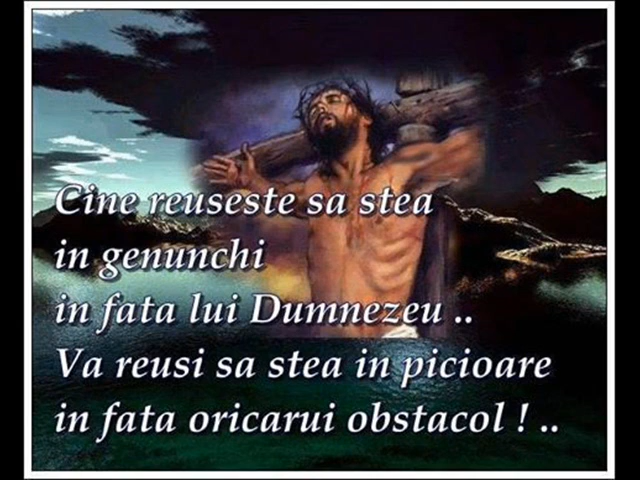 Cine reuseste sa stea
in genunchi
in fata lui Dumnezeu ..
Va reusi sa stea in picioare
in fata oricarui obstacol ! ..